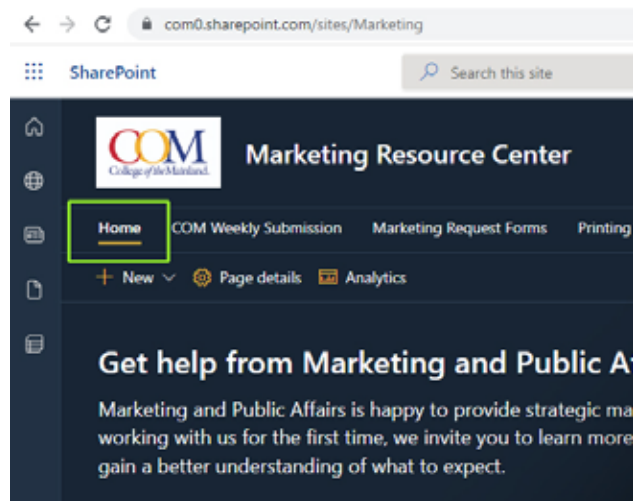 com0.sharepoint.com/sites/Marketing
SharePoint
Search this site
COM
College of the Mainland.
Marketing Resource Center
Home COM Weekly Submission Marketing Request Forms Printing
New Page details Analytics
Get help from Marketing and Public A
Marketing and Public Affairs is happy to provide strategic ma
working with us for the first time, we invite you to learn more
gain a better understanding of what to expect.